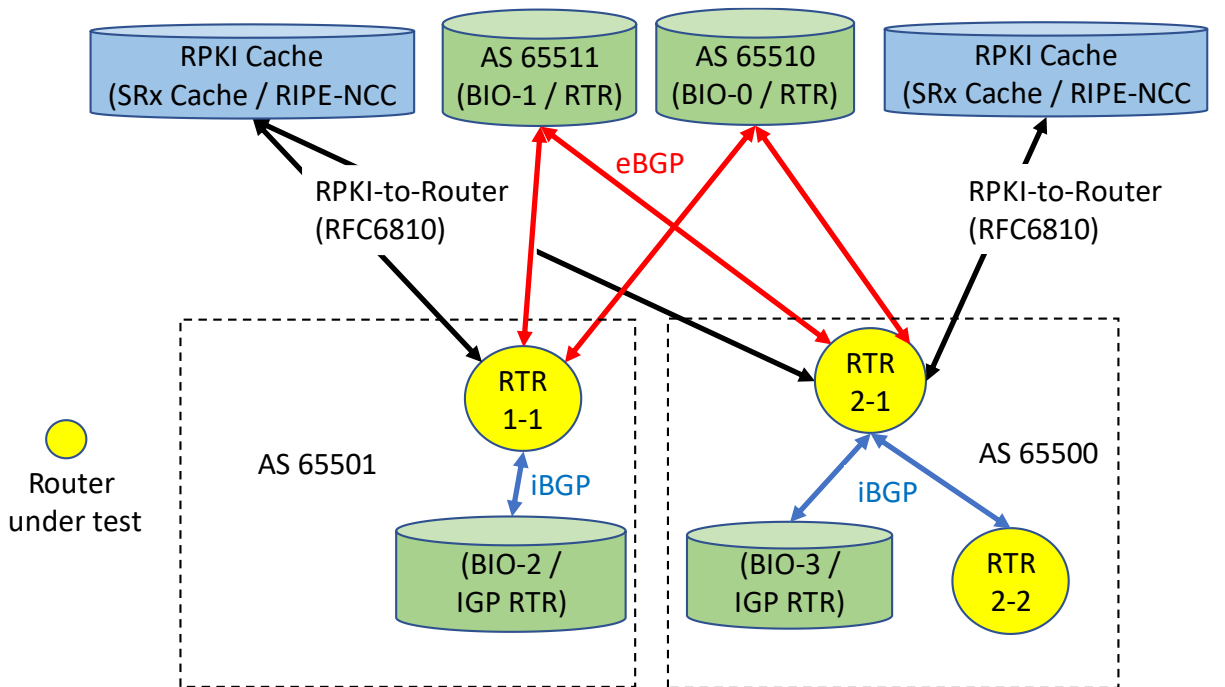 RPKI Cache
(SRx Cache / RIPE-NCC
AS 65511
(BIO-1 / RTR)
AS 65510
(BIO-0 / RTR)
RPKI Cache
(SRx Cache / RIPE-NCC
eBGP
RPKI-to-Router
(RFC6810)
RPKI-to-Router
(RFC6810)
RTR
1-1
RTR
2-1
AS 65501
AS 65500
Router
under test
iBGP
iBGP
(BIO-2 /
IGP RTR)
(BIO-3 /
IGP RTR)
RTR
2-2